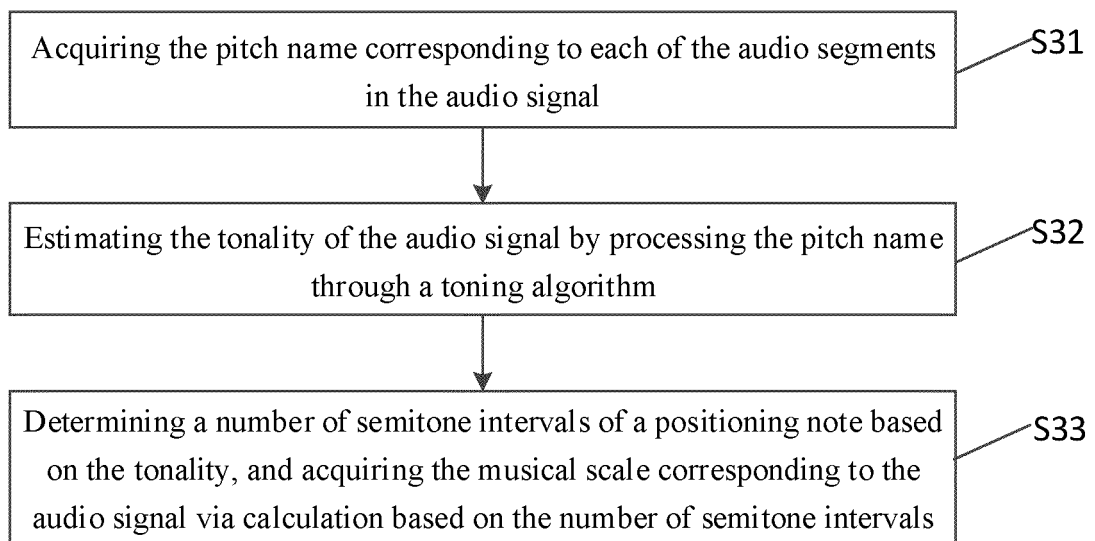 Acquiring the pitch name corresponding to each of the audio segments
in the audio signal
S31
Estimating the tonality of the audio signal by processing the pitch name
through a toning algorithm
S32
Determining a number of semitone intervals of a positioning note based
on the tonality, and acquiring the musical scale corresponding to the
audio signal via calculation based on the number of semitone intervals
S33